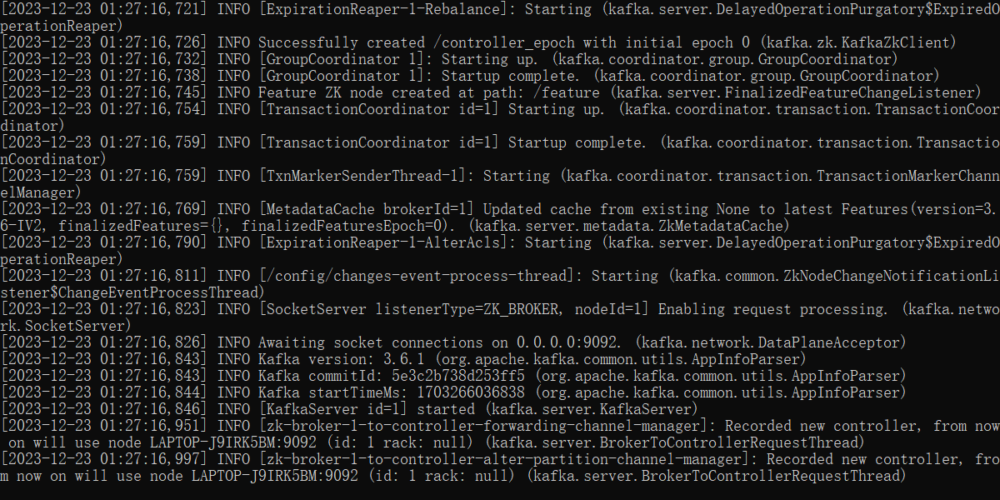 [2023-12-23 01:27:16,721] INFO [ExpirationReaper-1-Rebalance]: Starting (kafka.server.DelayedOperationPurgatory$ExpiredO
perationReaper)
[2023-12-23 01:27:16,726] INFO Successfully created /controller_epoch with initial epoch 0 (kafka.zk.KafkaZkClient)
[2023-12-23 01:27:16,732] INFO [GroupCoordinator 1]: Starting up. (kafka.coordinator.group.GroupCoordinator)
[2023-12-23 01:27:16,738] INFO [GroupCoordinator 1]: Startup complete. (kafka.coordinator.group.GroupCoordinator)
[2023-12-23 01:27:16,745] INFO Feature ZK node created at path: /feature (kafka.server.FinalizedFeatureChangeListener)
[2023-12-23 01:27:16,754] INFO [TransactionCoordinator id=1] Starting up. (kafka.coordinator.transaction.TransactionCoor
dinator)
[2023-12-23 01:27:16,759] INFO [TransactionCoordinator id=1] Startup complete. (kafka.coordinator.transaction.Transactio
nCoordinator)
[2023-12-23 01:27:16,759] INFO [TxnMarkerSenderThread-1]: Starting (kafka.coordinator.transaction.TransactionMarkerChann
elManager)
[2023-12-23 01:27:16,769] INFO [MetadataCache brokerId=1] Updated cache from existing None to latest Features(version=3.
6-IV2, finalizedFeatures={}, finalizedFeaturesEpoch=0). (kafka.server.metadata.ZkMetadataCache)
[2023-12-23 01:27:16,790] INFO [ExpirationReaper-1-AlterAcls]: Starting (kafka.server.DelayedOperationPurgatory$ExpiredO
perationReaper)
[2023-12-23 01:27:16,811] INFO [/config/changes-event-process-thread]: Starting (kafka.common.ZkNodeChangeNotificationLi
stener$ChangeEventProcessThread)
[2023-12-23 01:27:16,823] INFO [SocketServer listenerType=ZK_BROKER, nodeId=1] Enabling request processing. (kafka.netwo
rk.SocketServer)
[2023-12-23 01:27:16,826] INFO Awaiting socket connections on 0.0.0.0:9092. (kafka.network.DataPlaneAcceptor)
[2023-12-23 01:27:16,843] INFO Kafka version: 3.6.1 (org.apache.kafka.common.utils.AppInfoParser)
[2023-12-23 01:27:16,843] INFO Kafka commitId: 5e3c2b738d253ff5 (org.apache.kafka.common.utils.AppInfoParser)
[2023-12-23 01:27:16,844] INFO Kafka startTimeMs: 1703266036838 (org.apache.kafka.common.utils.AppInfoParser)
[2023-12-23 01:27:16,846] INFO [KafkaServer id=1] started (kafka.server.KafkaServer)
[2023-12-23 01:27:16,951] INFO [zk-broker-1-to-controller-forwarding-channel-manager]: Recorded new controller, from now
 on will use node LAPTOP-J9IRK5BM:9092 (id: 1 rack: null) (kafka.server.BrokerToControllerRequestThread)
[2023-12-23 01:27:16,997] INFO [zk-broker-1-to-controller-alter-partition-channel-manager]: Recorded new controller, fro
m now on will use node LAPTOP-J9IRK5BM:9092 (id: 1 rack: null) (kafka.server.BrokerToControllerRequestThread)